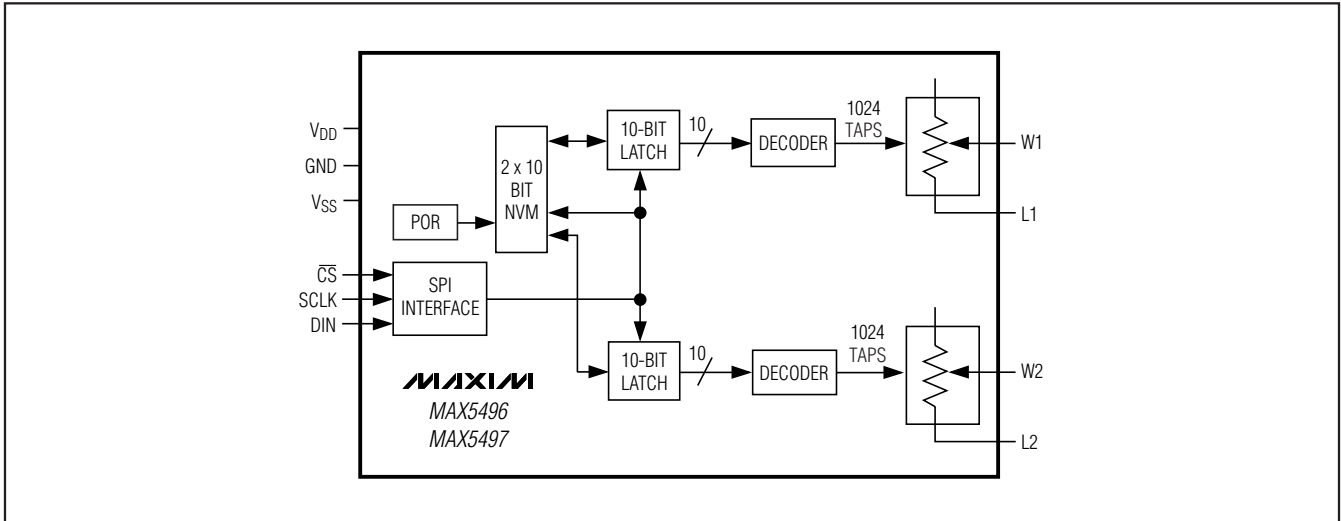 VDD
GND
VSS
CS
SCLK
DIN
POR
SPI
INTERFACE
2 x 10
BIT
NVM
10-BIT
LATCH
10
DECODER
1024
TAPS
W1
L1
10-BIT
LATCH
10
DECODER
1024
TAPS
W2
L2
MAXIM
MAX5496
MAX5497